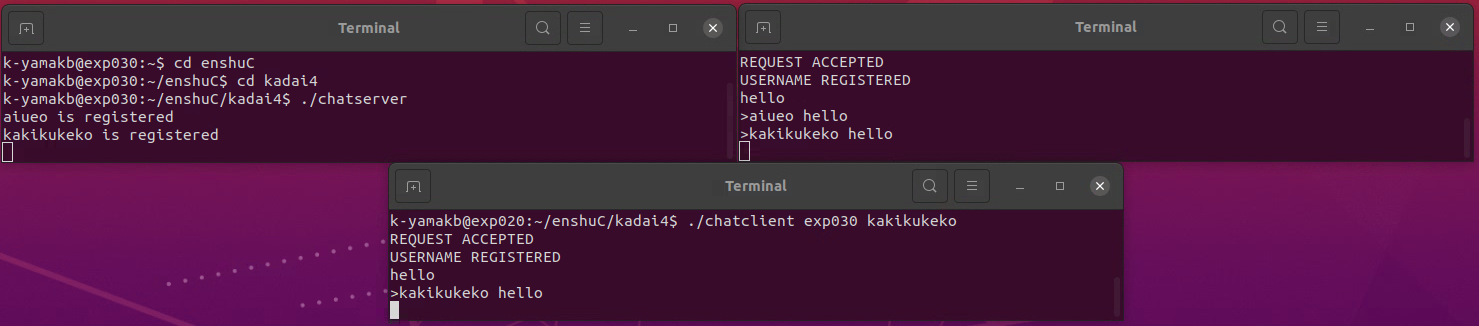 Terminal
k-yamakb@exp030:~$ cd enshuC
k-yamakb@exp030:~/enshuC$ cd kadai4
k-yamakb@exp030:~/enshuC/kadai4$ ./chatserver
aiueo is registered
kakikukeko is registered
Terminal
REQUEST ACCEPTED
USERNAME REGISTERED
hello
>aiueo hello
>kakikukeko hello
Terminal
k-yamakb@exp020:~/enshuC/kadai4$ ./chatclient exp030 kakikukeko
REQUEST ACCEPTED
USERNAME REGISTERED
hello
>kakikukeko hello